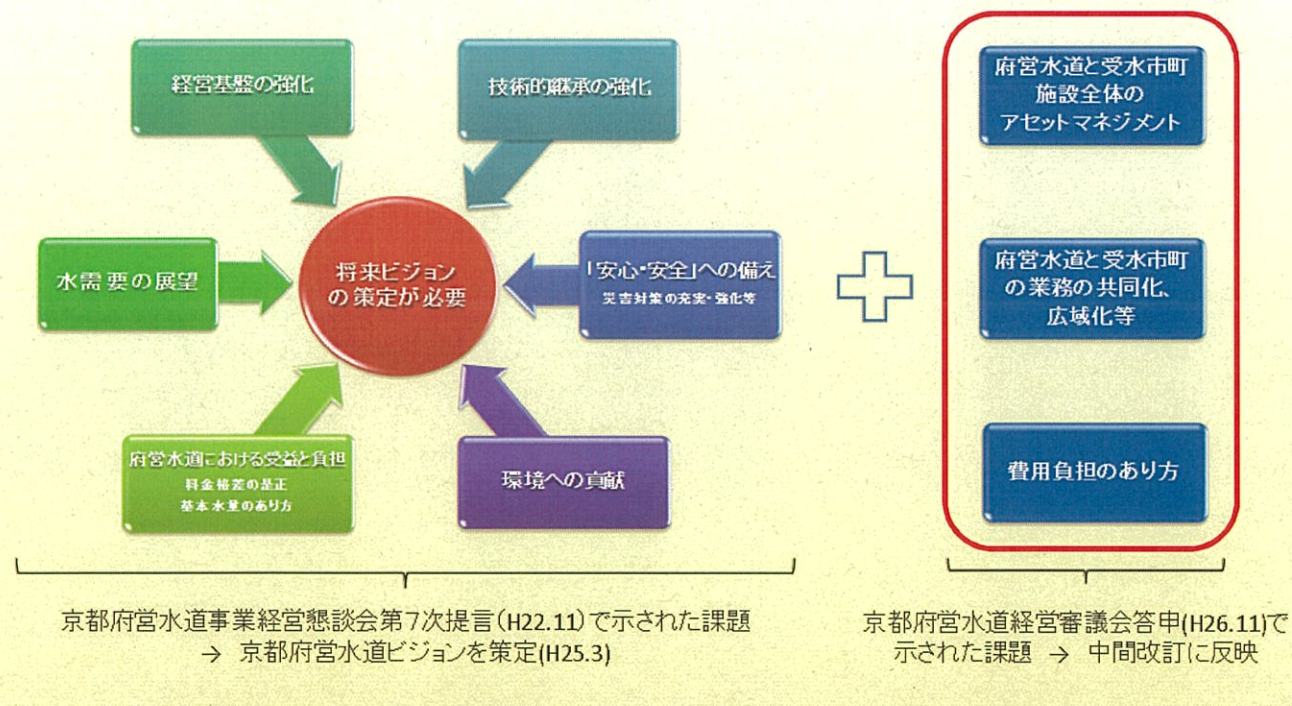 経営基盤の強化
技術的継承の強化
水需要の展望
将来ビジョン
の策定が必要
「安心・安全」への備え
災害対策の充実・強化等
府営水道における受益と負担
料金格差の是正
基本水量のあり方
環境への貢献
府営水道と受水市町
施設全体の
アセットマネジメント
府営水道と受水市町
の業務の共同化、
広域化等
費用負担のあり方
京都府営水道事業経営懇談会第7次提言(H22.11)で示された課題
→ 京都府営水道ビジョンを策定(H25.3)
京都府営水道経営審議会答申(H26.11)で
示された課題 → 中間改訂に反映